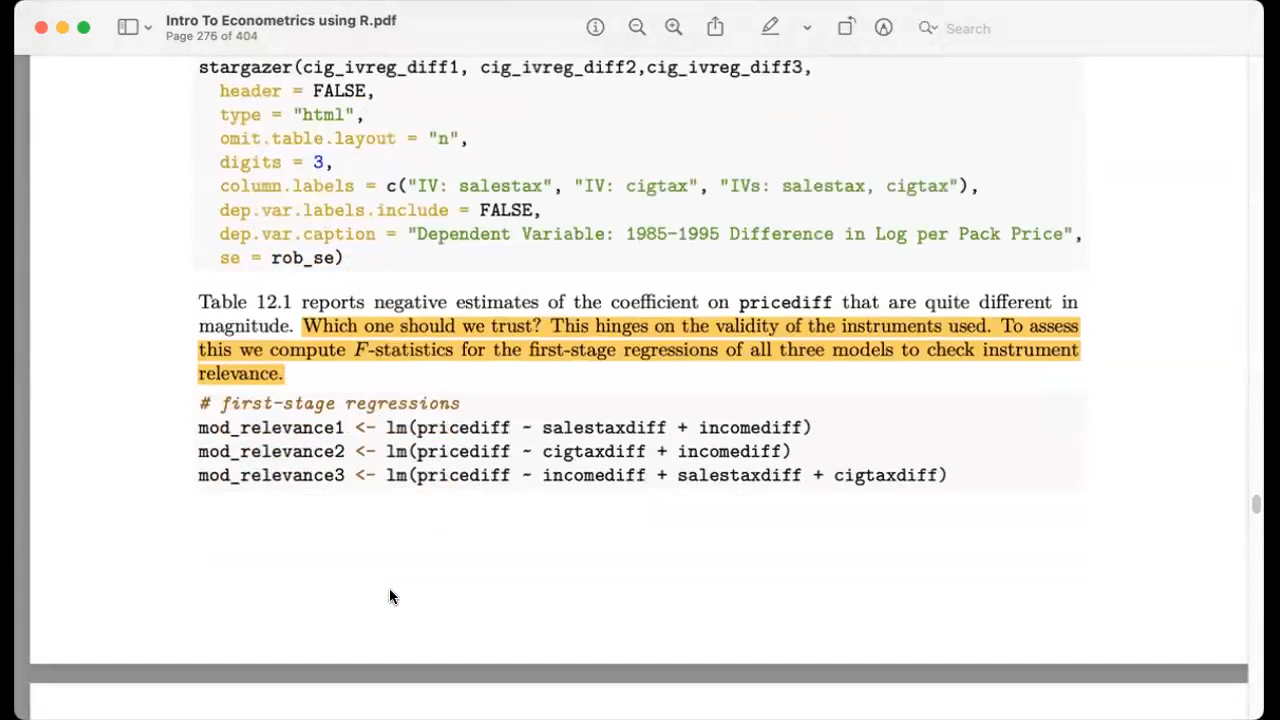 Intro To Econometrics using R.pdf
Page 276 of 404
Search
stargazer(cig_ivreg_diff1, cig_ivreg_diff2,cig_ivreg_diff3,
header = FALSE,
type = "html",
omit.table.layout = "n",
digits = 3,
column.labels = c("IV: salestax", "IV: cigtax", "IVs: salestax, cigtax"),
dep.var.labels.include = FALSE,
dep.var.caption = "Dependent Variable: 1985-1995 Difference in Log per Pack Price",
se = rob_se)
Table 12.1 reports negative estimates of the coefficient on pricediff that are quite different in
magnitude. Which one should we trust? This hinges on the validity of the instruments used. To assess
this we compute F-statistics for the first-stage regressions of all three models to check instrument
relevance.
# first-stage regressions
mod_relevance1 <- lm(pricediff ~ salestaxdiff + incomediff)
mod_relevance2 <- lm(pricediff ~ cigtaxdiff + incomediff)
mod_relevance3 <- lm(pricediff ~ incomediff + salestaxdiff + cigtaxdiff)